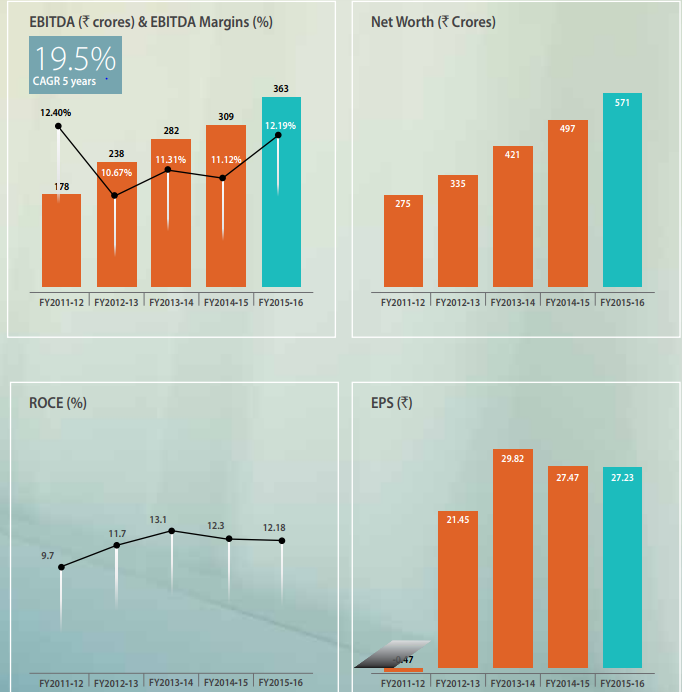 EBITDA (₹ crores) & EBITDA Margins (%)
19.5%
CAGR 5 years
12.40%
10.67%
11.31%
11.12%
12.19%
178
238
282
309
363
FY2011-12
FY2012-13
FY2013-14
FY2014-15
FY2015-16
Net Worth (₹ Crores)
275
335
421
497
571
FY2011-12
FY2012-13
FY2013-14
FY2014-15
FY2015-16
ROCE (%)
9.7
11.7
13.1
12.3
12.18
FY2011-12
FY2012-13
FY2013-14
FY2014-15
FY2015-16
EPS (₹)
21.45
29.82
27.47
27.23
FY2011-12
FY2012-13
FY2013-14
FY2014-15
FY2015-16